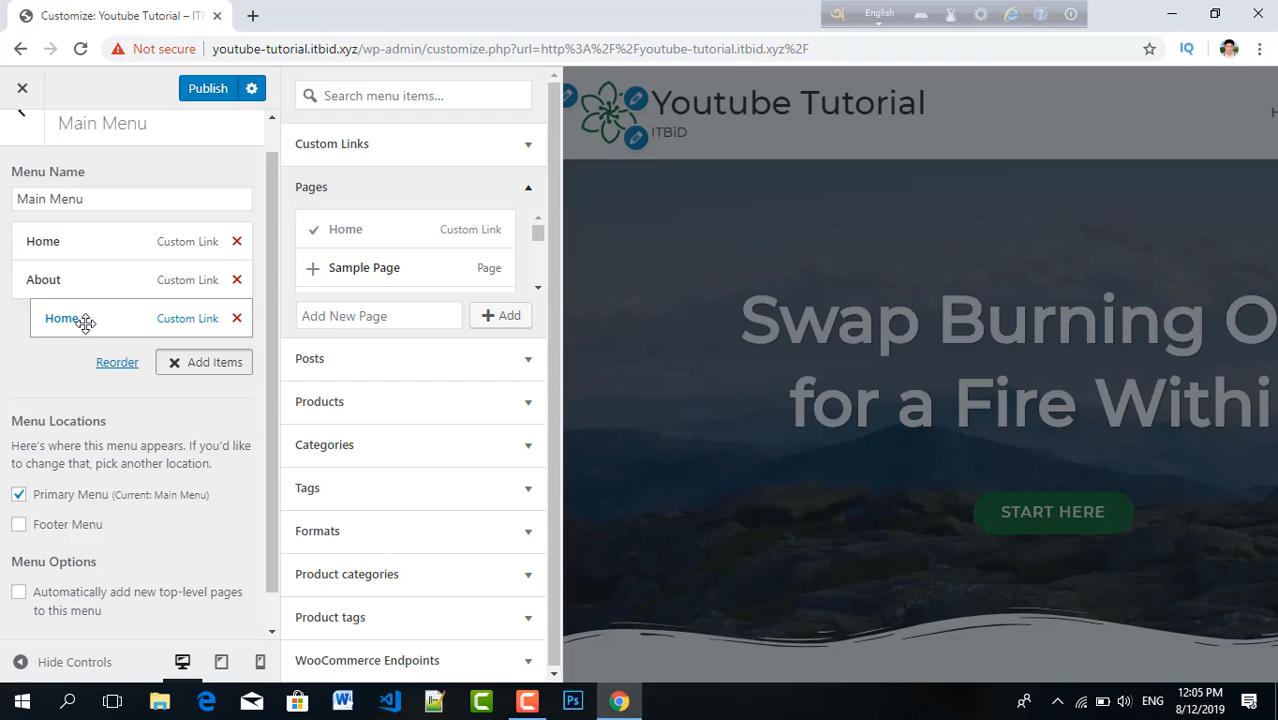 Customize: Youtube Tutorial – ITB
English
Not secure
youtube-tutorial.itbid.xyz/wp-admin/customize.php?url=http%3A%2F%2Fyoutube-tutorial.itbid.xyz%2F
IQ
Publish
Main Menu
Menu Name
Main Menu
Home Custom Link
About Custom Link
Home Custom Link
Reorder
Add Items
Menu Locations
Here's where this menu appears. If you'd like
to change that, pick another location.
Primary Menu (Current: Main Menu)
Footer Menu
Menu Options
Automatically add new top-level pages
to this menu
Hide Controls
Search menu items...
Custom Links
Pages
Home Custom Link
Sample Page Page
Add New Page
Add
Posts
Products
Categories
Tags
Formats
Product categories
Product tags
WooCommerce Endpoints
Youtube Tutorial
ITBiD
H
Swap Burning O
for a Fire Withi
START HERE
ENG
12:05 PM
8/12/2019